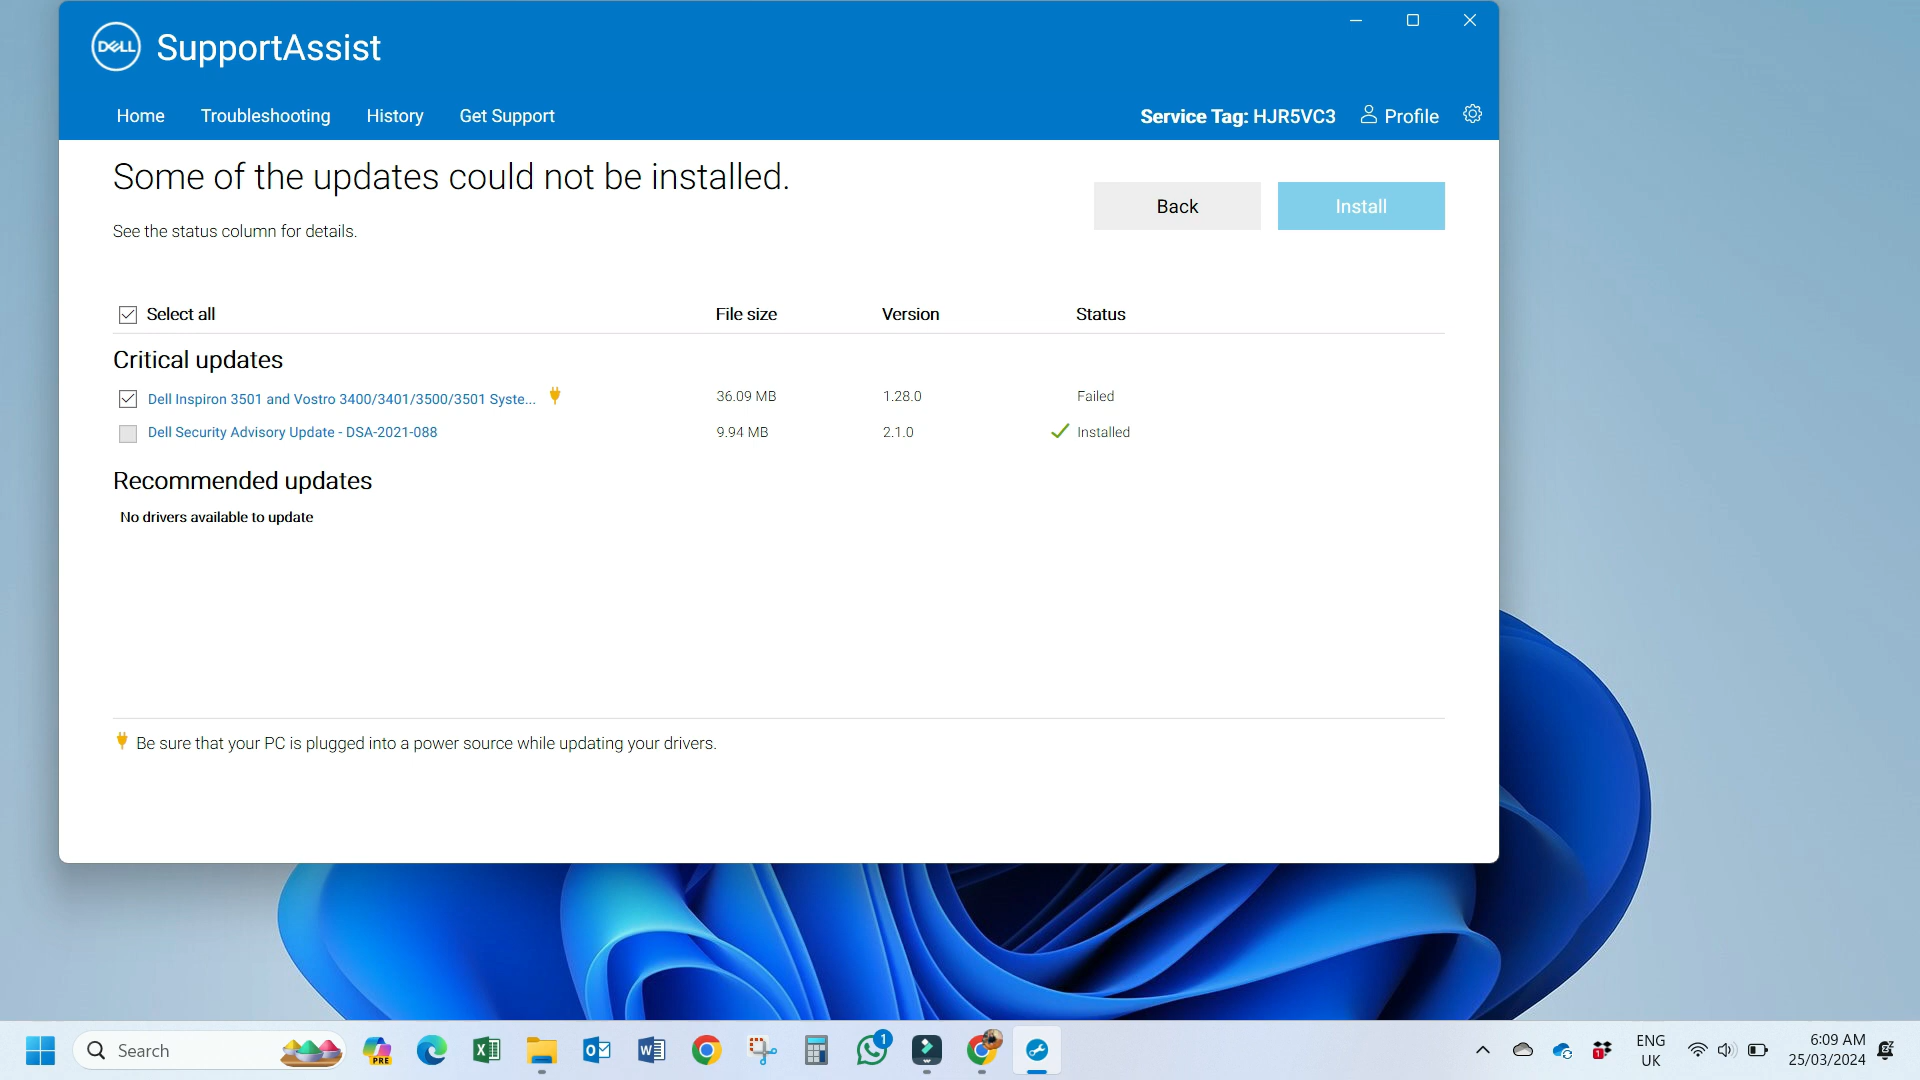 DELL SupportAssist
Home Troubleshooting History Get Support Service Tag: HJR5VC3 Profile
Some of the updates could not be installed.
Back Install
See the status column for details.
Select all File size Version Status
Critical updates
Dell Inspiron 3501 and Vostro 3400/3401/3500/3501 Syste... 36.09 MB 1.28.0 Failed
Dell Security Advisory Update - DSA-2021-088 9.94 MB 2.1.0 Installed
Recommended updates
No drivers available to update
Be sure that your PC is plugged into a power source while updating your drivers.
Search PRE 1 1 ENG 6:09 AM
UK 25/03/2024